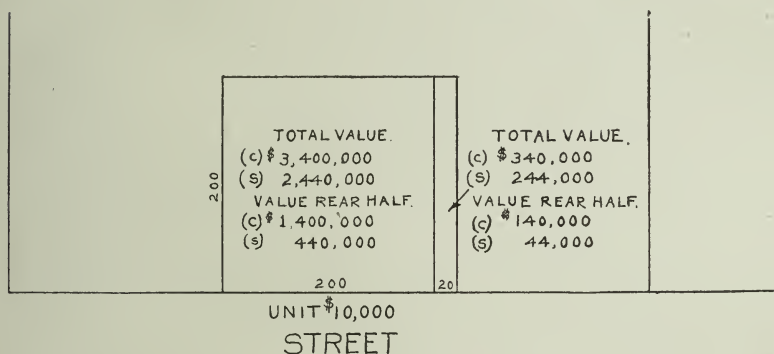 TOTAL VALUE.
(C) $3,400,000
(S) 2,440,000
VALUE REAR HALF.
(C) $1,400,000
(S) 440,000
200
200
20
TOTAL VALUE.
(C) $340,000
(S) 244,000
VALUE REAR HALF.
(C) $140,000
(S) 44,000
UNIT $10,000
STREET